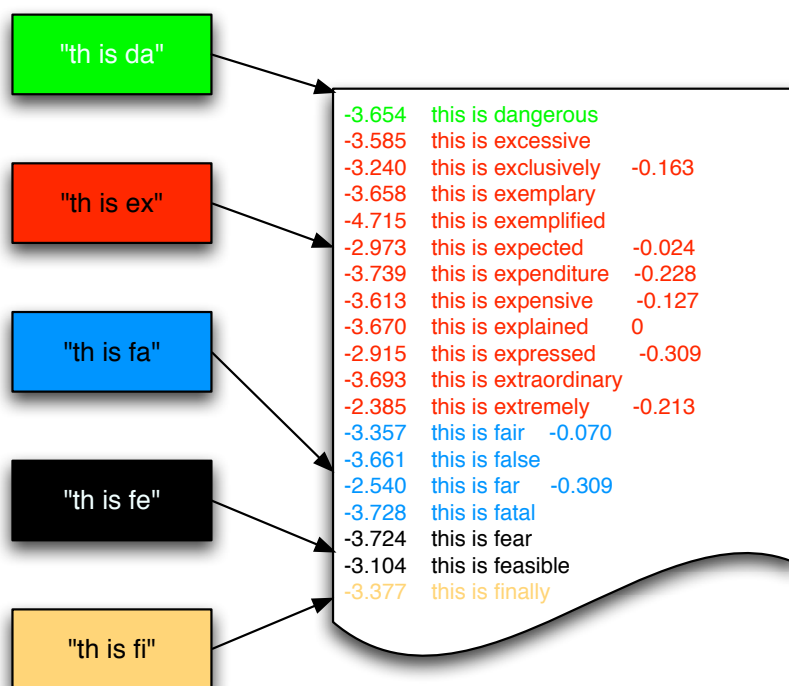 "th is da"
"th is ex"
"th is fa"
"th is fe"
"th is fi"
-3.654 this is dangerous
-3.585 this is excessive
-3.240 this is exclusively -0.163
-3.658 this is exemplary
-4.715 this is exemplified
-2.973 this is expected -0.024
-3.739 this is expenditure -0.228
-3.613 this is expensive -0.127
-3.670 this is explained 0
-2.915 this is expressed -0.309
-3.693 this is extraordinary
-2.385 this is extremely -0.213
-3.357 this is fair -0.070
-3.661 this is false
-2.540 this is far -0.309
-3.728 this is fatal
-3.724 this is fear
-3.104 this is feasible
-3.377 this is finally